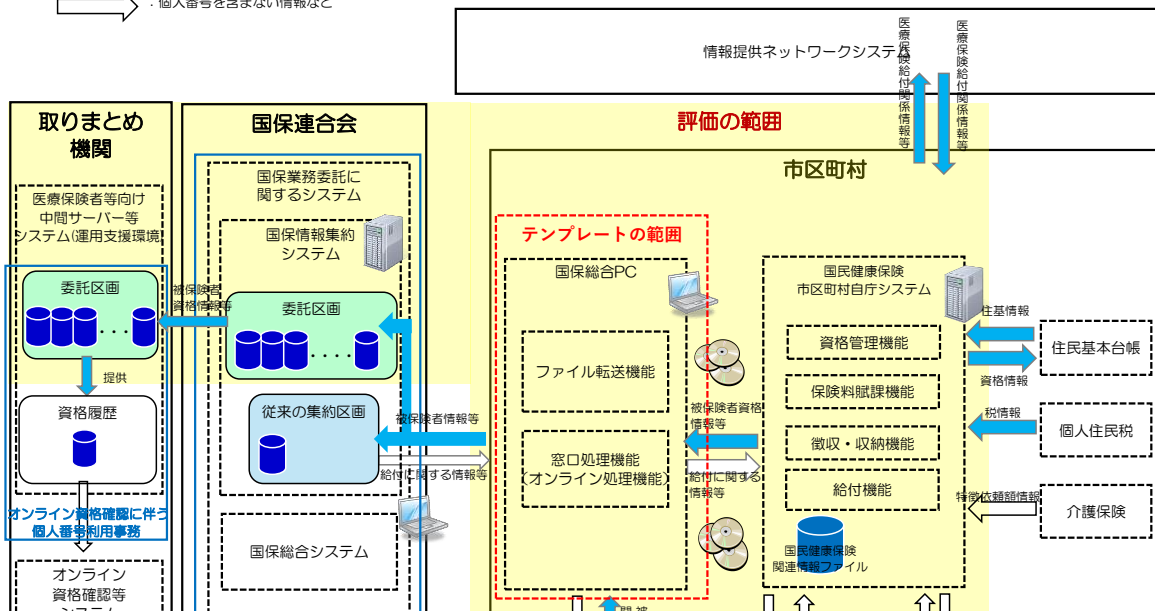 ：個人番号を含まない情報など
情報提供ネットワークシステム
医療保険給付関係情報等
医療保険給付関係情報等
取りまとめ
機関
国保連合会
評価の範囲
市区町村
医療保険者等向け
中間サーバー等
システム(運用支援環境)
委託区画
・・・
提供
資格履歴
オンライン資格確認に伴う
個人番号利用事務
オンライン
資格確認等
システム
被保険者
資格情報等
国保業務委託に
関するシステム
国保情報集約
システム
委託区画
・・・・
従来の集約区画
国保総合システム
被保険者情報等
給付に関する情報等
テンプレートの範囲
国保総合PC
ファイル転送機能
窓口処理機能
（オンライン処理機能）
被保険者資格
情報等
給付に関する
情報等
国民健康保険
市区町村自庁システム
資格管理機能
保険料賦課機能
徴収・収納機能
給付機能
国民健康保険
関連情報ファイル
住基情報
資格情報
税情報
特徴依頼額情報
住民基本台帳
個人住民税
介護保険